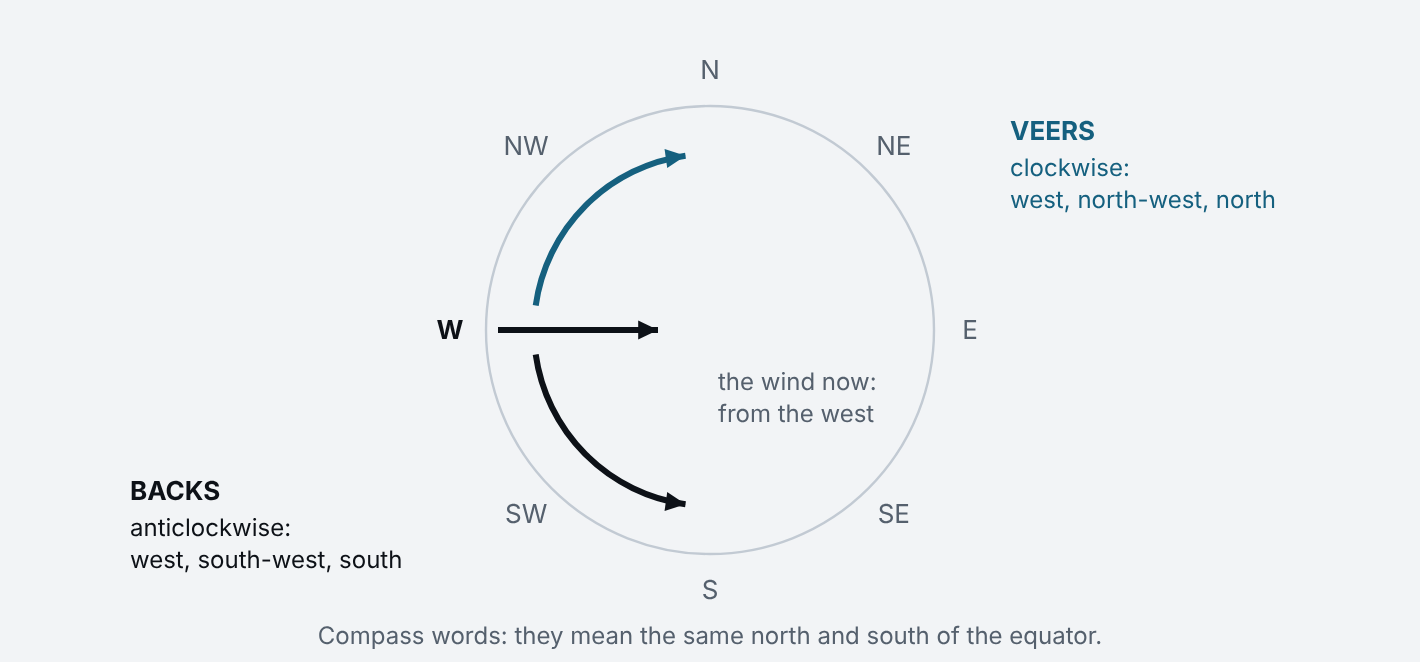 N
NW
NE
VEERS
clockwise:
west, north-west, north
W
E
the wind now:
from the west
BACKS
anticlockwise:
west, south-west, south
SW
SE
S
Compass words: they mean the same north and south of the equator.